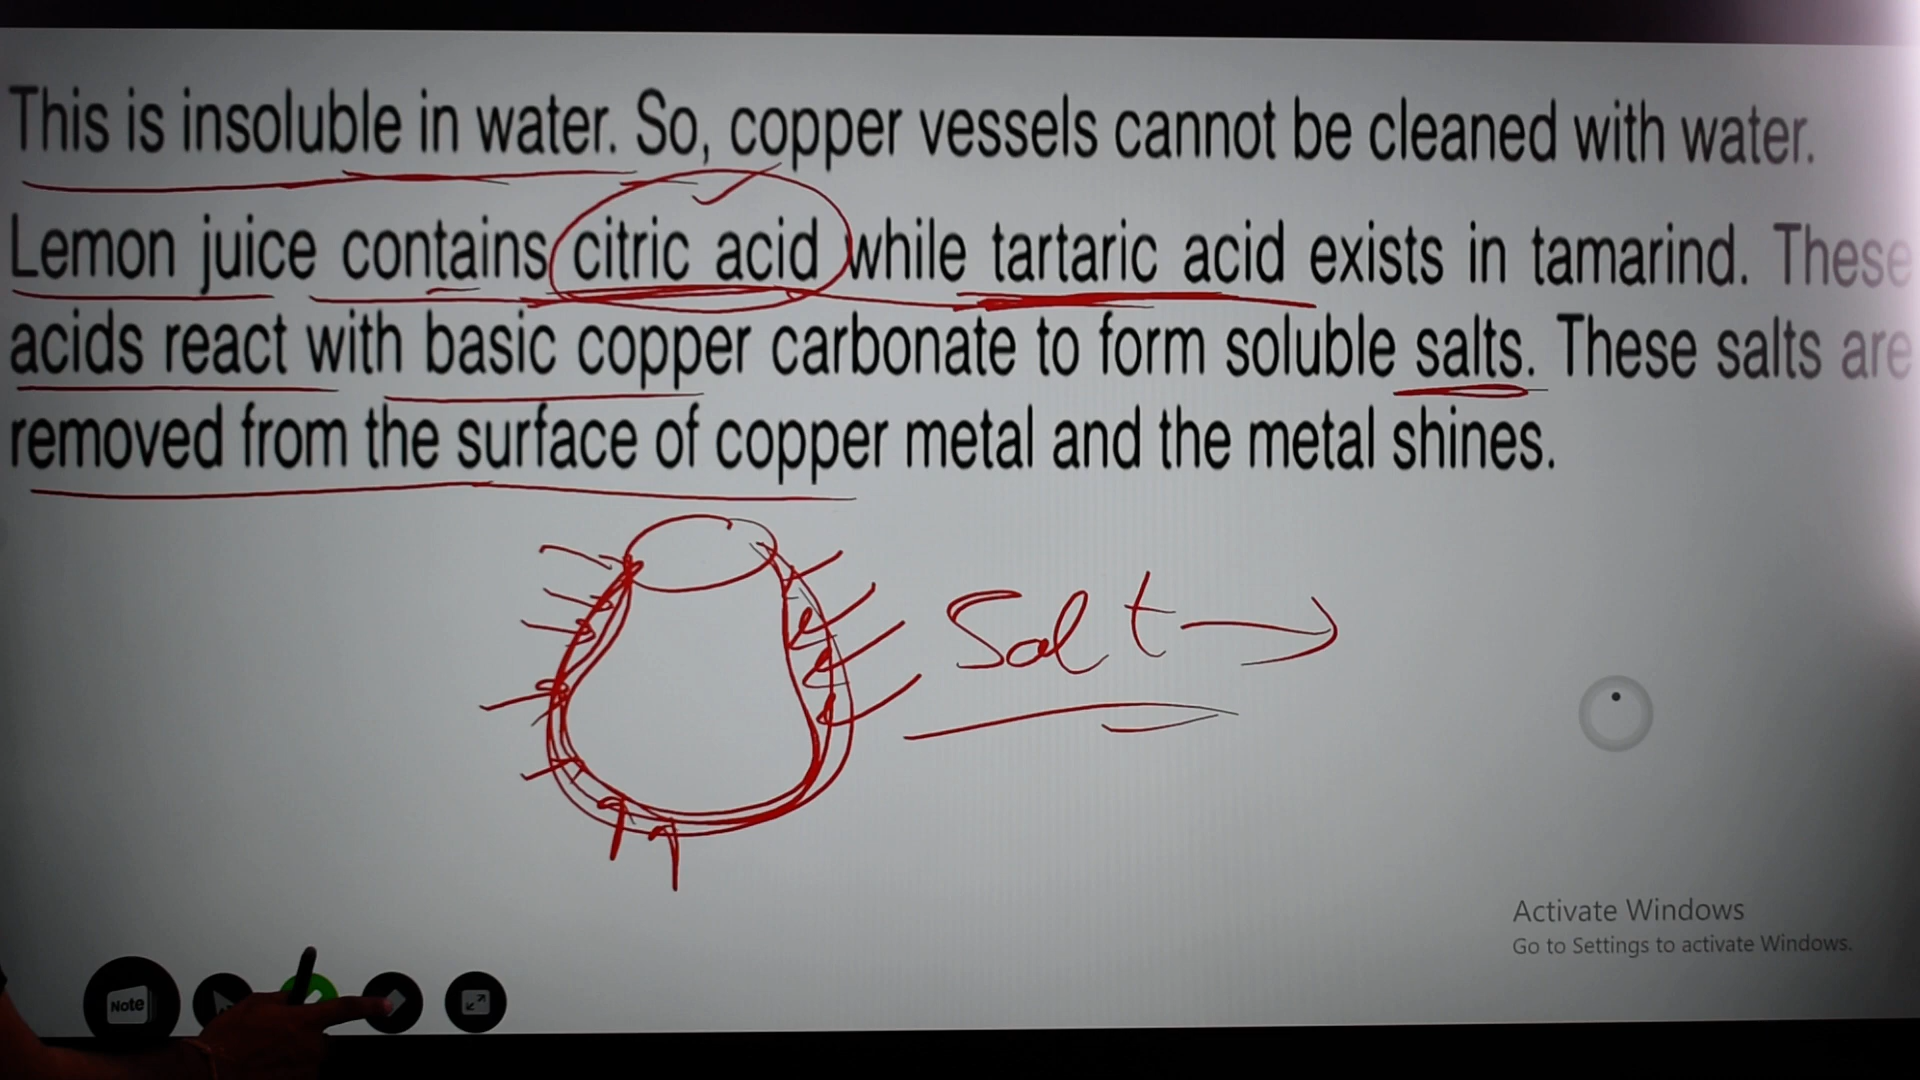 This is insoluble in water. So, copper vessels cannot be cleaned with water.
Lemon juice contains citric acid while tartaric acid exists in tamarind. These
acids react with basic copper carbonate to form soluble salts. These salts are
removed from the surface of copper metal and the metal shines.
Salt →
Activate Windows
Go to Settings to activate Windows.
Note